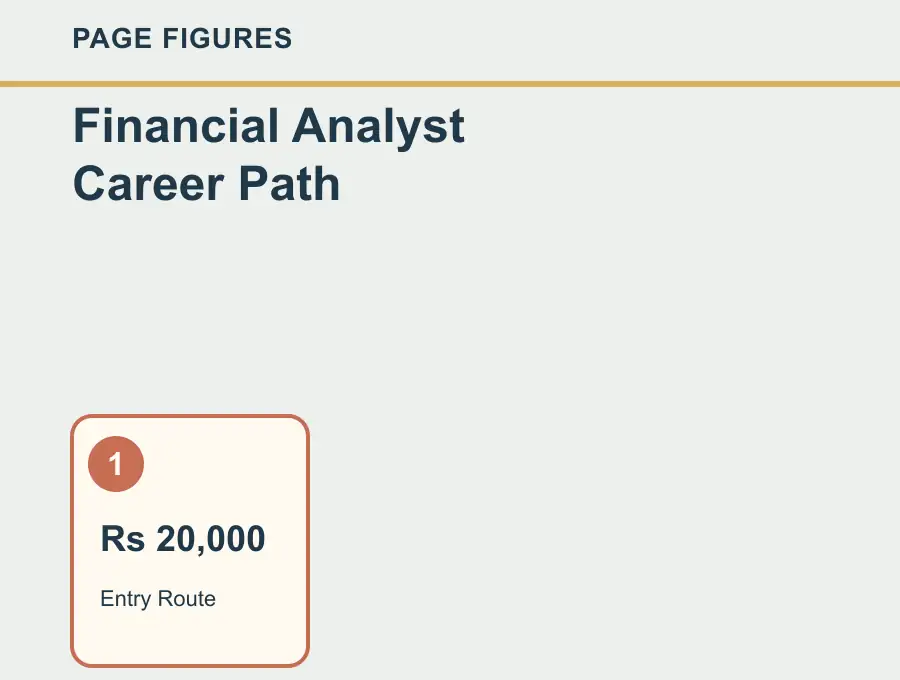 PAGE FIGURES
Financial Analyst
Career Path
1
Rs 20,000
Entry Route